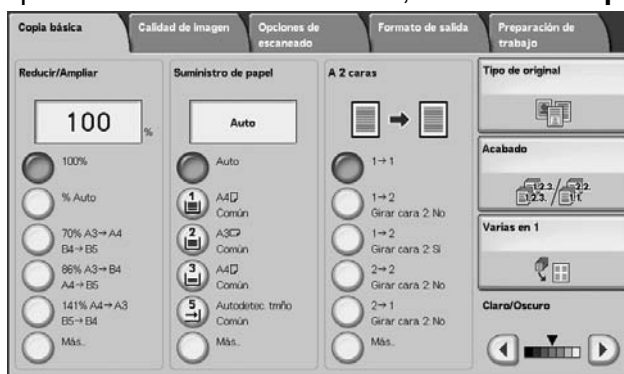 Copia básica
Calidad de imagen
Opciones de
escaneado
Formato de salida
Preparación de
trabajo
Reducir/Ampliar
100 %
100%
% Auto
70% A3→A4
B4→B5
86% A3→B4
A4→B5
141% A4→A3
B5→B4
Más...
Suministro de papel
Auto
Auto
1 A4
Común
2 A3
Común
3 A4
Común
5 Autodetec. tmño
Común
Más...
A 2 caras
1→1
1→2
Girar cara 2: No
1→2
Girar cara 2: Sí
2→2
Girar cara 2: No
2→1
Girar cara 2: No
Más...
Tipo de original
Acabado
Varias en 1
Claro/Oscuro